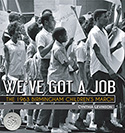 WE'VE GOT A JOB
THE 1963 BIRMINGHAM CHILDREN'S MARCH
CYNTHIA LEVINSON